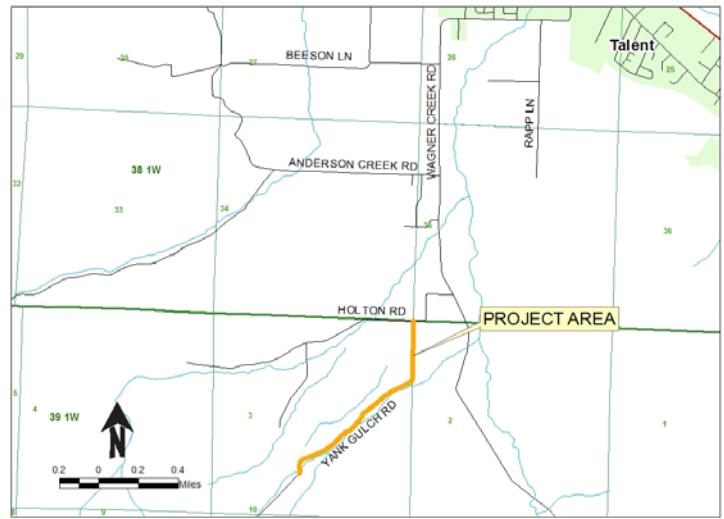 Talent
29
28
27
BEESON LN
26
25
WAGNER CREEK RD
RAPP LN
38 1W
ANDERSON CREEK RD
32
33
34
35
36
HOLTON RD
PROJECT AREA
5
4
39 1W
3
2
1
YANK GULCH RD
N
0.2 0 0.2 0.4
Miles
8
9
10